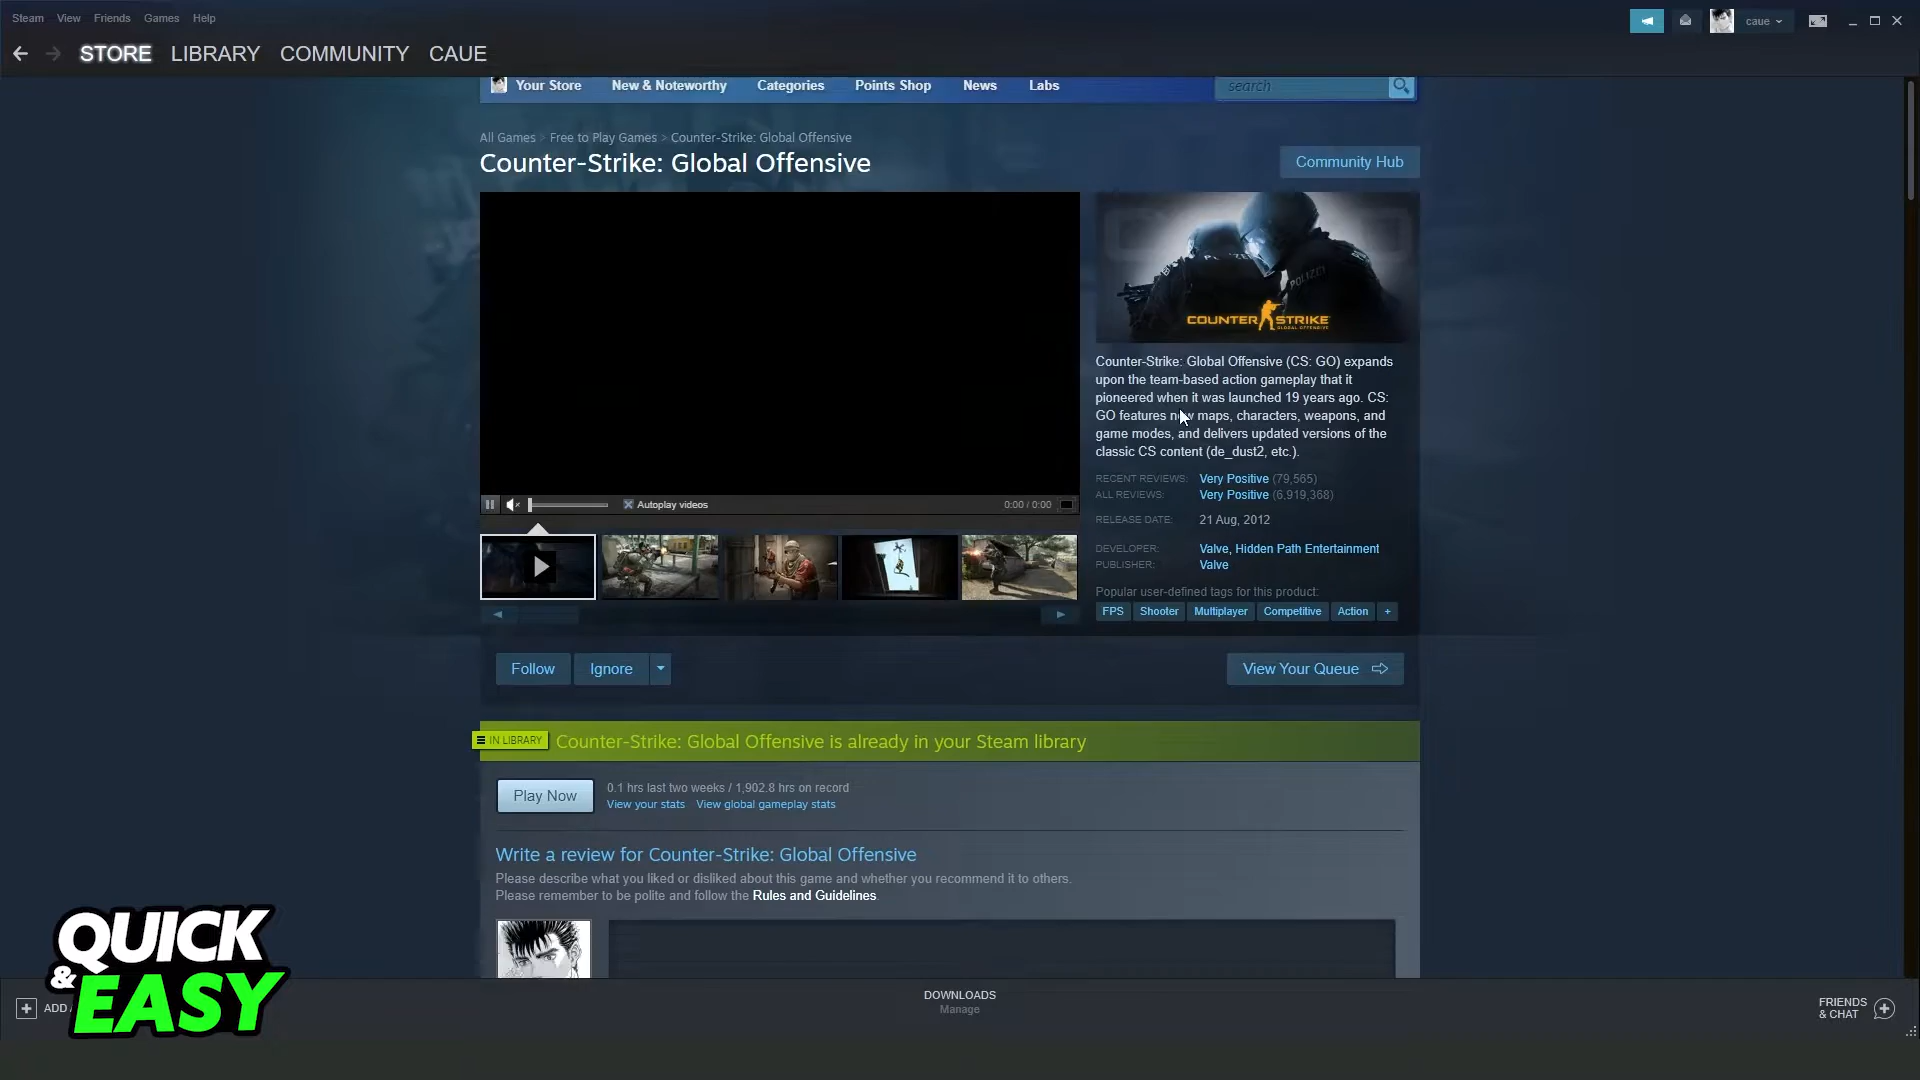 Steam View Friends Games Help
caue
STORE LIBRARY COMMUNITY CAUE
Your Store New & Noteworthy Categories Points Shop News Labs search
All Games > Free to Play Games > Counter-Strike: Global Offensive
Counter-Strike: Global Offensive
Community Hub
POLIZEI
COUNTER STRIKE
GLOBAL OFFENSIVE
Counter-Strike: Global Offensive (CS: GO) expands
upon the team-based action gameplay that it
pioneered when it was launched 19 years ago. CS:
GO features new maps, characters, weapons, and
game modes, and delivers updated versions of the
classic CS content (de_dust2, etc.).
RECENT REVIEWS: Very Positive (79,565)
ALL REVIEWS: Very Positive (6,919,368)
RELEASE DATE: 21 Aug, 2012
DEVELOPER: Valve, Hidden Path Entertainment
PUBLISHER: Valve
Popular user-defined tags for this product:
FPS Shooter Multiplayer Competitive Action +
Autoplay videos 0:00 / 0:00
Follow Ignore View Your Queue
IN LIBRARY Counter-Strike: Global Offensive is already in your Steam library
Play Now
0.1 hrs last two weeks / 1,902.8 hrs on record
View your stats View global gameplay stats
Write a review for Counter-Strike: Global Offensive
Please describe what you liked or disliked about this game and whether you recommend it to others.
Please remember to be polite and follow the Rules and Guidelines.
QUICK
& EASY
ADD
DOWNLOADS
Manage
FRIENDS
& CHAT